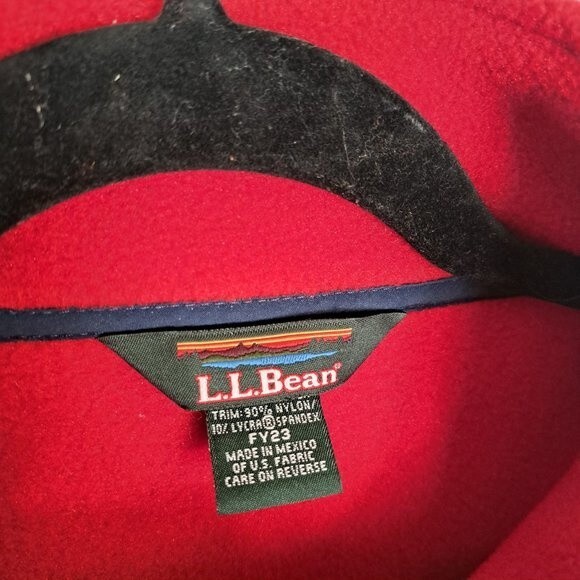 L.L.Bean®
TRIM: 90% NYLON/
10% LYCRA® SPANDEX
FY23
MADE IN MEXICO
OF U.S. FABRIC
CARE ON REVERSE